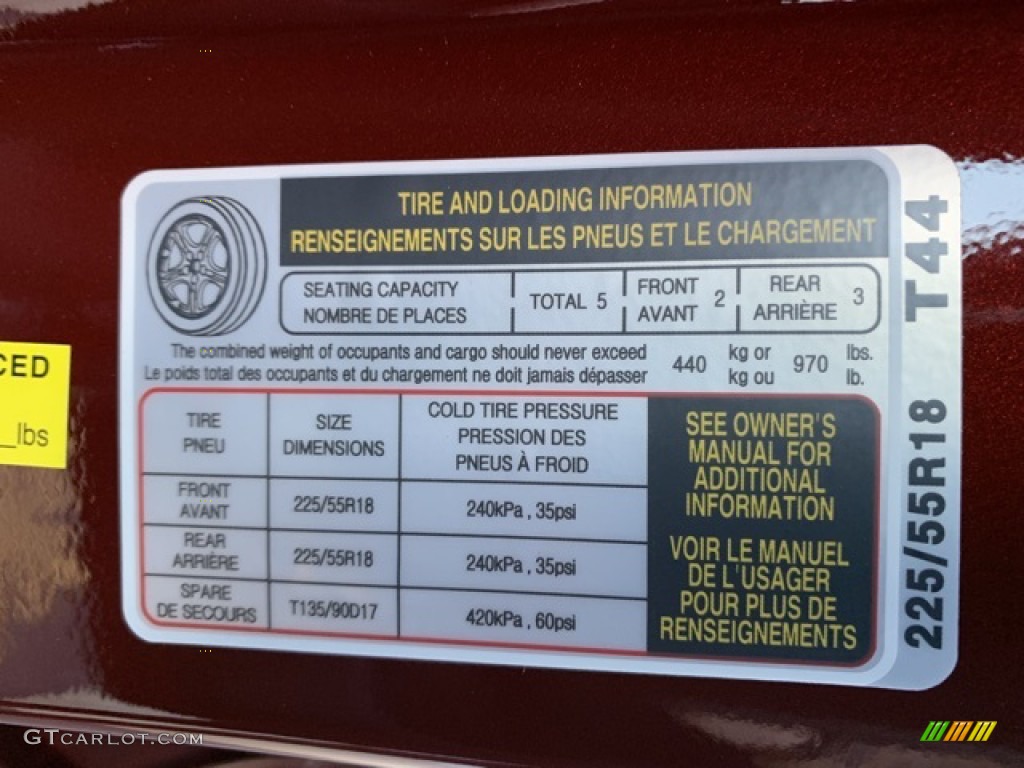 TIRE AND LOADING INFORMATION
RENSEIGNEMENTS SUR LES PNEUS ET LE CHARGEMENT
SEATING CAPACITY
NOMBRE DE PLACES
TOTAL 5
FRONT
AVANT
2
REAR
ARRIÈRE
3
The combined weight of occupants and cargo should never exceed
Le poids total des occupants et du chargement ne doit jamais dépasser
440
kg or
kg ou
970
lbs.
lb.
TIRE
PNEU
SIZE
DIMENSIONS
COLD TIRE PRESSURE
PRESSION DES
PNEUS À FROID
FRONT
AVANT
225/55R18
240kPa , 35psi
REAR
ARRIÈRE
225/55R18
240kPa , 35psi
SPARE
DE SECOURS
T135/90D17
420kPa , 60psi
SEE OWNER'S
MANUAL FOR
ADDITIONAL
INFORMATION
VOIR LE MANUEL
DE L'USAGER
POUR PLUS DE
RENSEIGNEMENTS
225/55R18 T44
CED
_lbs
GTCARLOT.COM